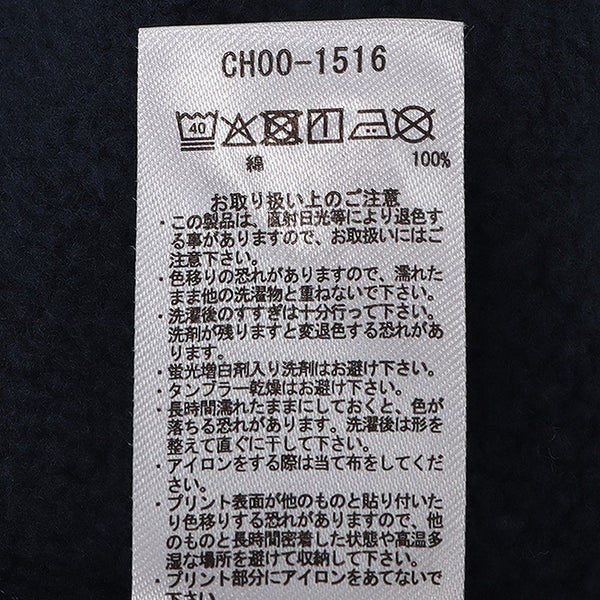 CH00-1516
40
綿 100%
お取り扱い上のご注意
・この製品は、直射日光等により退色す
る事がありますので、お取扱いにはご
注意下さい。
・色移りの恐れがありますので、濡れた
まま他の洗濯物と重ねないで下さい。
・洗濯後のすすぎは十分行って下さい。
洗剤が残りますと変退色する恐れがあ
ります。
・蛍光増白剤入り洗剤はお避け下さい。
・タンブラー乾燥はお避け下さい。
・長時間濡れたままにしておくと、色が
落ちる恐れがあります。洗濯後は形を
整えて直ぐに干して下さい。
・アイロンをする際は当て布をしてくだ
さい。
・プリント表面が他のものと貼り付いた
り色移りする恐れがありますので、他
のものと長時間密着した状態や高温多
湿な場所を避けて収納して下さい。
・プリント部分にアイロンをあてないで
下さい。